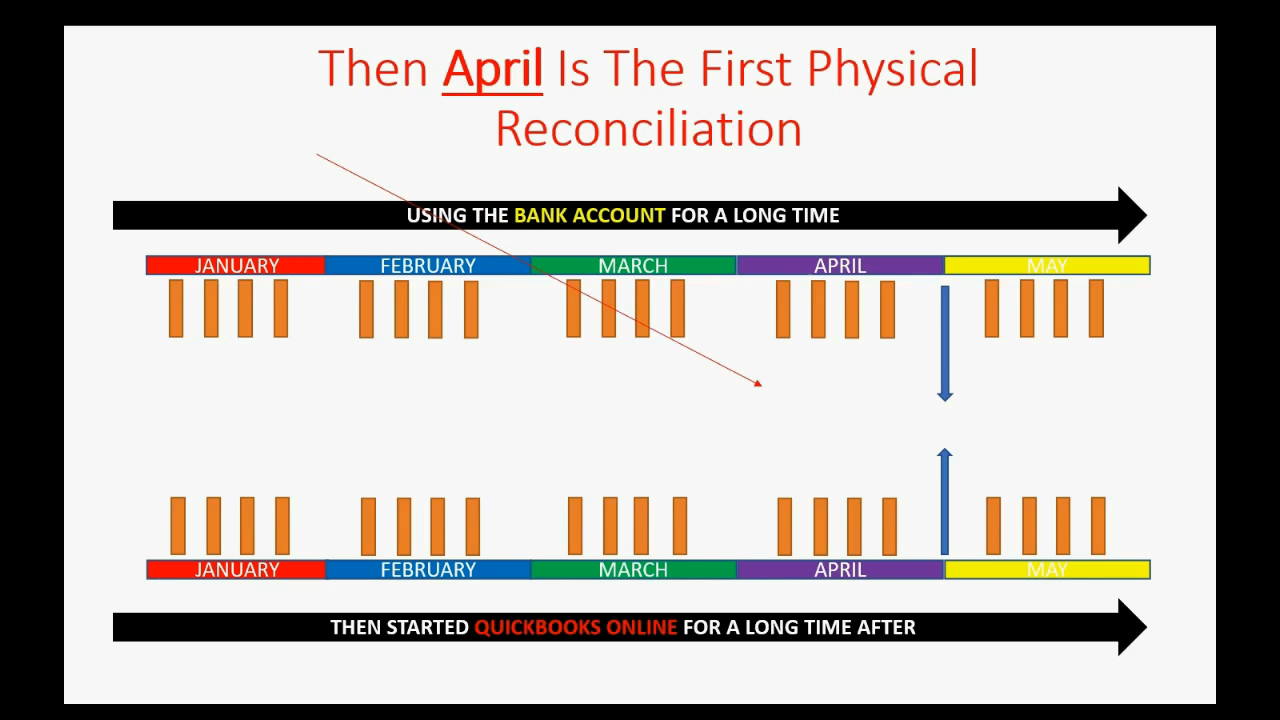 Then April Is The First Physical
Reconciliation
USING THE BANK ACCOUNT FOR A LONG TIME
JANUARY FEBRUARY MARCH APRIL MAY
JANUARY FEBRUARY MARCH APRIL MAY
THEN STARTED QUICKBOOKS ONLINE FOR A LONG TIME AFTER